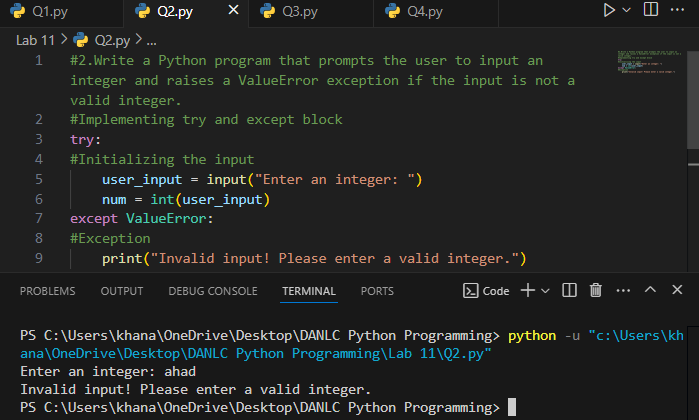 Q1.py Q2.py Q3.py Q4.py
Lab 11 > Q2.py > ...
1 #2.Write a Python program that prompts the user to input an
integer and raises a ValueError exception if the input is not a
valid integer.
2 #Implementing try and except block
3 try:
4 #Initializing the input
5 user_input = input("Enter an integer: ")
6 num = int(user_input)
7 except ValueError:
8 #Exception
9 print("Invalid input! Please enter a valid integer.")
PROBLEMS OUTPUT DEBUG CONSOLE TERMINAL PORTS Code
PS C:\Users\khana\OneDrive\Desktop\DANLC Python Programming> python -u "c:\Users\kh
ana\OneDrive\Desktop\DANLC Python Programming\Lab 11\Q2.py"
Enter an integer: ahad
Invalid input! Please enter a valid integer.
PS C:\Users\khana\OneDrive\Desktop\DANLC Python Programming>